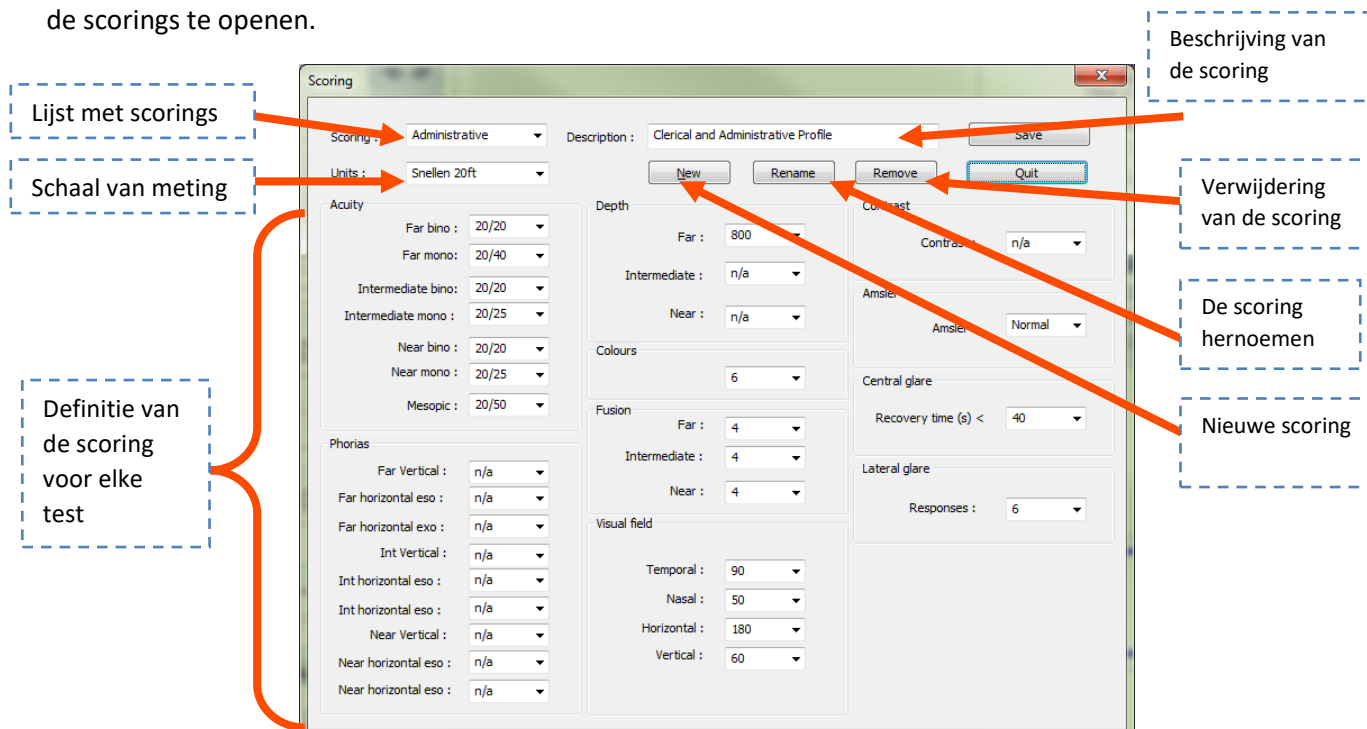 de scorings te openen.
Beschrijving van
de scoring
Lijst met scorings
Schaal van meting
Definitie van
de scoring
voor elke
test
Verwijdering
van de scoring
De scoring
hernoemen
Nieuwe scoring
Scoring
Scoring : Administrative Description : Clerical and Administrative Profile Save
Units : Snellen 20ft New Rename Remove Quit
Acuity
Far bino : 20/20
Far mono: 20/40
Intermediate bino: 20/20
Intermediate mono : 20/25
Near bino : 20/20
Near mono : 20/25
Mesopic : 20/50
Phorias
Far Vertical : n/a
Far horizontal eso : n/a
Far horizontal exo : n/a
Int Vertical : n/a
Int horizontal eso : n/a
Int horizontal eso : n/a
Near Vertical : n/a
Near horizontal eso : n/a
Near horizontal eso : n/a
Depth
Far : 800
Intermediate : n/a
Near : n/a
Colours
6
Fusion
Far : 4
Intermediate : 4
Near : 4
Visual field
Temporal : 90
Nasal : 50
Horizontal : 180
Vertical : 60
Contrast
Contrast : n/a
Amsler
Amsler Normal
Central glare
Recovery time (s) < 40
Lateral glare
Responses : 6